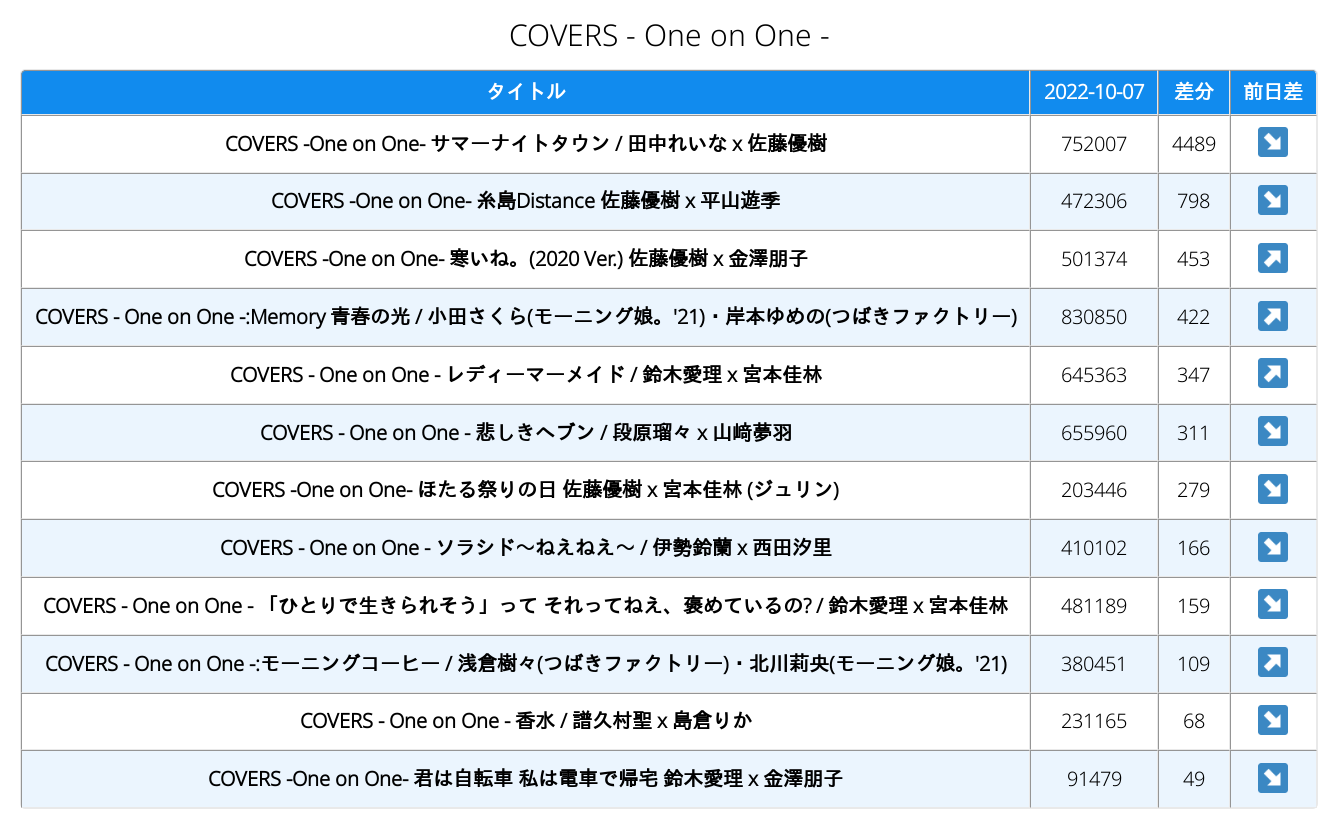 COVERS - One on One -
タイトル 2022-10-07 差分 前日差
COVERS -One on One- サマーナイトタウン / 田中れいな x 佐藤優樹 752007 4489 ↘
COVERS -One on One- 糸島Distance 佐藤優樹 x 平山遊季 472306 798 ↘
COVERS -One on One- 寒いね。(2020 Ver.) 佐藤優樹 x 金澤朋子 501374 453 ↗
COVERS - One on One -:Memory 青春の光 / 小田さくら(モーニング娘。'21)・岸本ゆめの(つばきファクトリー) 830850 422 ↗
COVERS - One on One - レディーマーメイド / 鈴木愛理 x 宮本佳林 645363 347 ↗
COVERS - One on One - 悲しきヘブン / 段原瑠々 x 山﨑夢羽 655960 311 ↘
COVERS -One on One- ほたる祭りの日 佐藤優樹 x 宮本佳林 (ジュリン) 203446 279 ↘
COVERS - One on One - ソラシド〜ねえねえ〜 / 伊勢鈴蘭 x 西田汐里 410102 166 ↘
COVERS - One on One - 「ひとりで生きられそう」って それってねえ、褒めているの? / 鈴木愛理 x 宮本佳林 481189 159 ↘
COVERS - One on One -:モーニングコーヒー / 浅倉樹々(つばきファクトリー)・北川莉央(モーニング娘。'21) 380451 109 ↗
COVERS - One on One - 香水 / 譜久村聖 x 島倉りか 231165 68 ↘
COVERS -One on One- 君は自転車 私は電車で帰宅 鈴木愛理 x 金澤朋子 91479 49 ↘